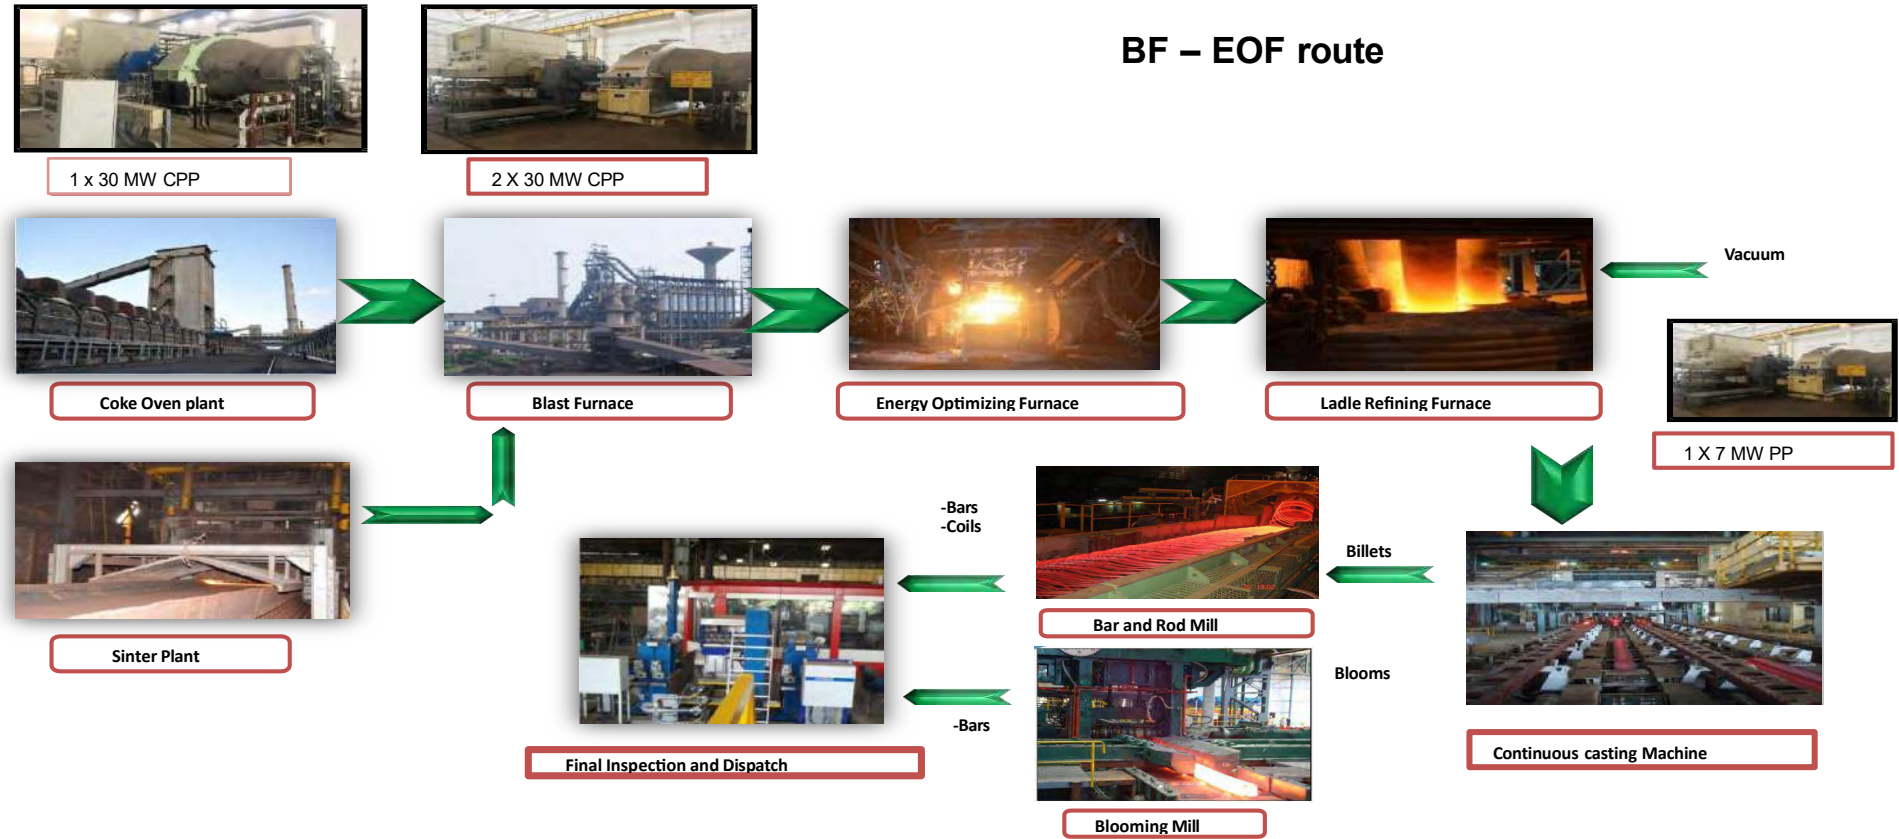 BF – EOF route
1 x 30 MW CPP
2 X 30 MW CPP
Vacuum
Coke Oven plant
Blast Furnace
Energy Optimizing Furnace
Ladle Refining Furnace
1 X 7 MW PP
-Bars
-Coils
Billets
Bar and Rod Mill
Sinter Plant
Blooms
-Bars
Final Inspection and Dispatch
Continuous casting Machine
Blooming Mill